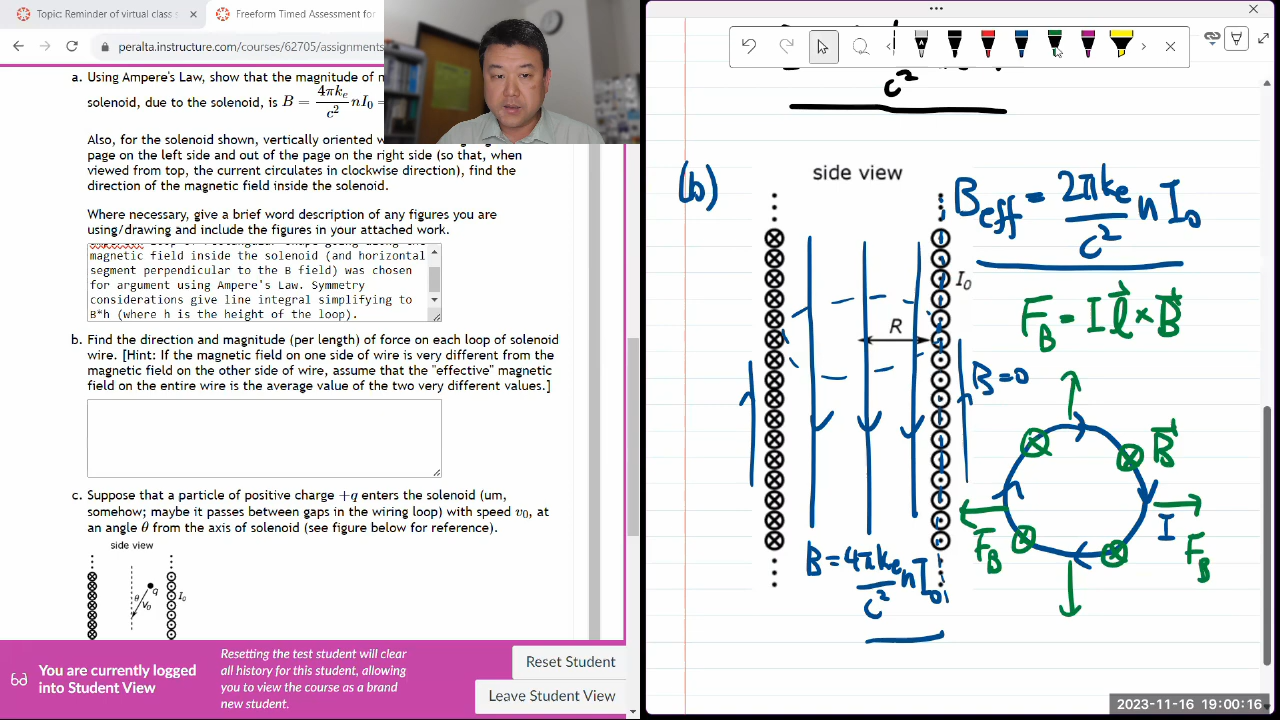 Topic: Reminder of virtual class s
Freeform Timed Assessment for
peralta.instructure.com/courses/
2705/assignments
a. Using Ampere's Law, show that the magnitude of
solenoid, due to the solenoid, is B = 4πkₑ/c² nI₀ =
Also, for the solenoid shown, vertically oriented
page on the left side and out of the page on the right side (so that, when
viewed from top, the current circulates in clockwise direction), find the
direction of the magnetic field inside the solenoid.
Where necessary, give a brief word description of any figures you are
using/drawing and include the figures in your attached work.
magnetic field inside the solenoid (and horizontal
segment perpendicular to the B field) was chosen
for argument using Ampere's Law. Symmetry
considerations give line integral simplifying to
B*h (where h is the height of the loop).
b. Find the direction and magnitude (per length) of force on each loop of solenoid
wire. [Hint: If the magnetic field on one side of wire is very different from the
magnetic field on the other side of wire, assume that the "effective" magnetic
field on the entire wire is the average value of the two very different values.]
c. Suppose that a particle of positive charge +q enters the solenoid (um,
somehow; maybe it passes between gaps in the wiring loop) with speed v₀, at
an angle θ from the axis of solenoid (see figure below for reference).
side view
q
θ
v₀
I₀
You are currently logged
into Student View
Resetting the test student will clear
all history for this student, allowing
you to view the course as a brand
new student.
Reset Student
Leave Student View
c²
(b)
side view
B_eff = 2πkₑ/c² n I₀
I₀
F_B = I l⃗ × B⃗
R
B=0
B⃗
I
F_B
F_B
B = 4πkₑ/c² n I₀
2023-11-16 19:00:16